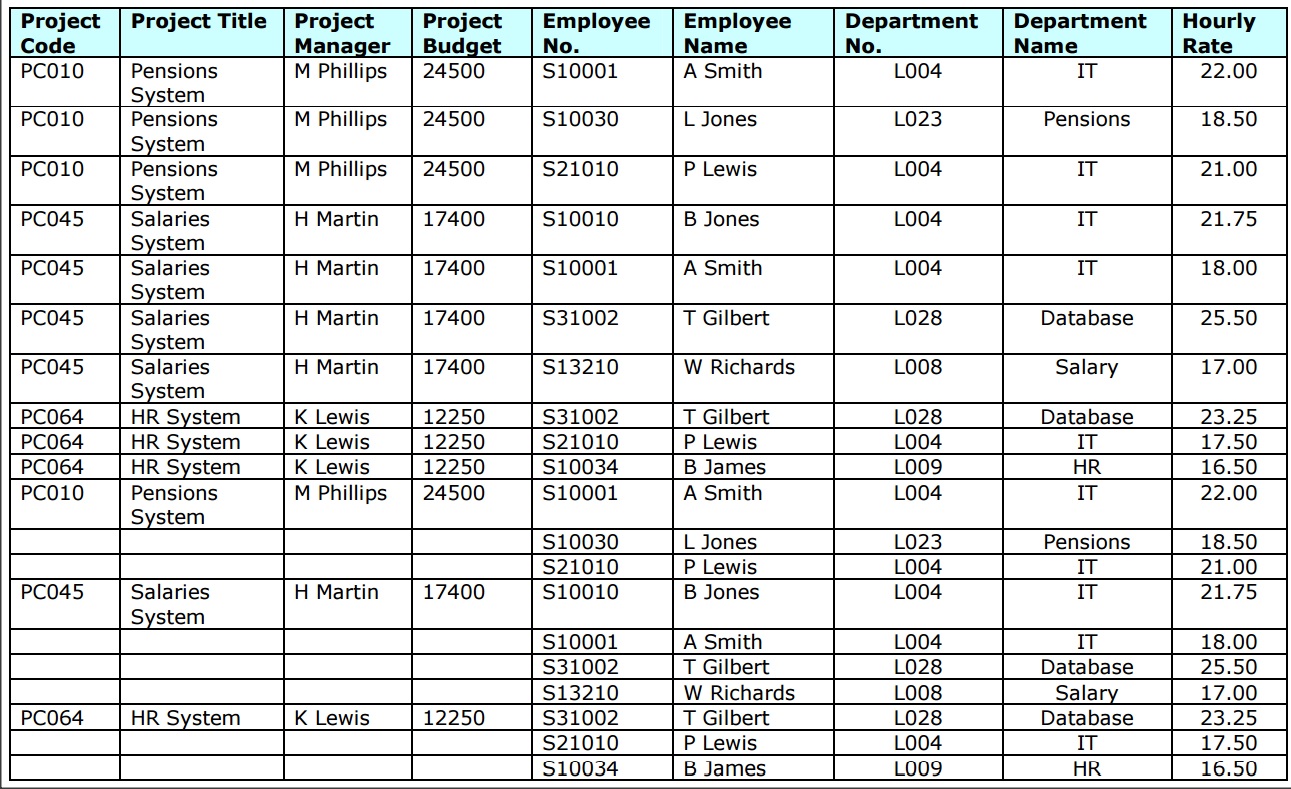 Project Code Project Title Project Manager Project Budget Employee No. Employee Name Department No. Department Name Hourly Rate
PC010 Pensions System M Phillips 24500 S10001 A Smith L004 IT 22.00
PC010 Pensions System M Phillips 24500 S10030 L Jones L023 Pensions 18.50
PC010 Pensions System M Phillips 24500 S21010 P Lewis L004 IT 21.00
PC045 Salaries System H Martin 17400 S10010 B Jones L004 IT 21.75
PC045 Salaries System H Martin 17400 S10001 A Smith L004 IT 18.00
PC045 Salaries System H Martin 17400 S31002 T Gilbert L028 Database 25.50
PC045 Salaries System H Martin 17400 S13210 W Richards L008 Salary 17.00
PC064 HR System K Lewis 12250 S31002 T Gilbert L028 Database 23.25
PC064 HR System K Lewis 12250 S21010 P Lewis L004 IT 17.50
PC064 HR System K Lewis 12250 S10034 B James L009 HR 16.50
PC010 Pensions System M Phillips 24500 S10001 A Smith L004 IT 22.00
S10030 L Jones L023 Pensions 18.50
S21010 P Lewis L004 IT 21.00
PC045 Salaries System H Martin 17400 S10010 B Jones L004 IT 21.75
S10001 A Smith L004 IT 18.00
S31002 T Gilbert L028 Database 25.50
S13210 W Richards L008 Salary 17.00
PC064 HR System K Lewis 12250 S31002 T Gilbert L028 Database 23.25
S21010 P Lewis L004 IT 17.50
S10034 B James L009 HR 16.50